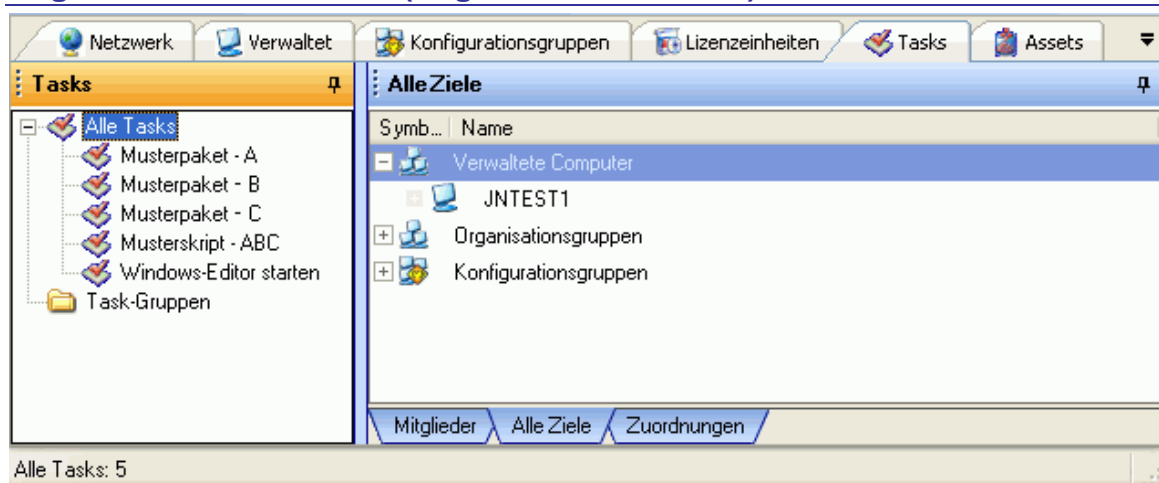 Netzwerk Verwaltet Konfigurationsgruppen Lizenzeinheiten Tasks Assets
Tasks
Alle Tasks
Musterpaket - A
Musterpaket - B
Musterpaket - C
Musterskript - ABC
Windows-Editor starten
Task-Gruppen
Alle Ziele
Symb... Name
Verwaltete Computer
JNTEST1
Organisationsgruppen
Konfigurationsgruppen
Mitglieder Alle Ziele Zuordnungen
Alle Tasks: 5